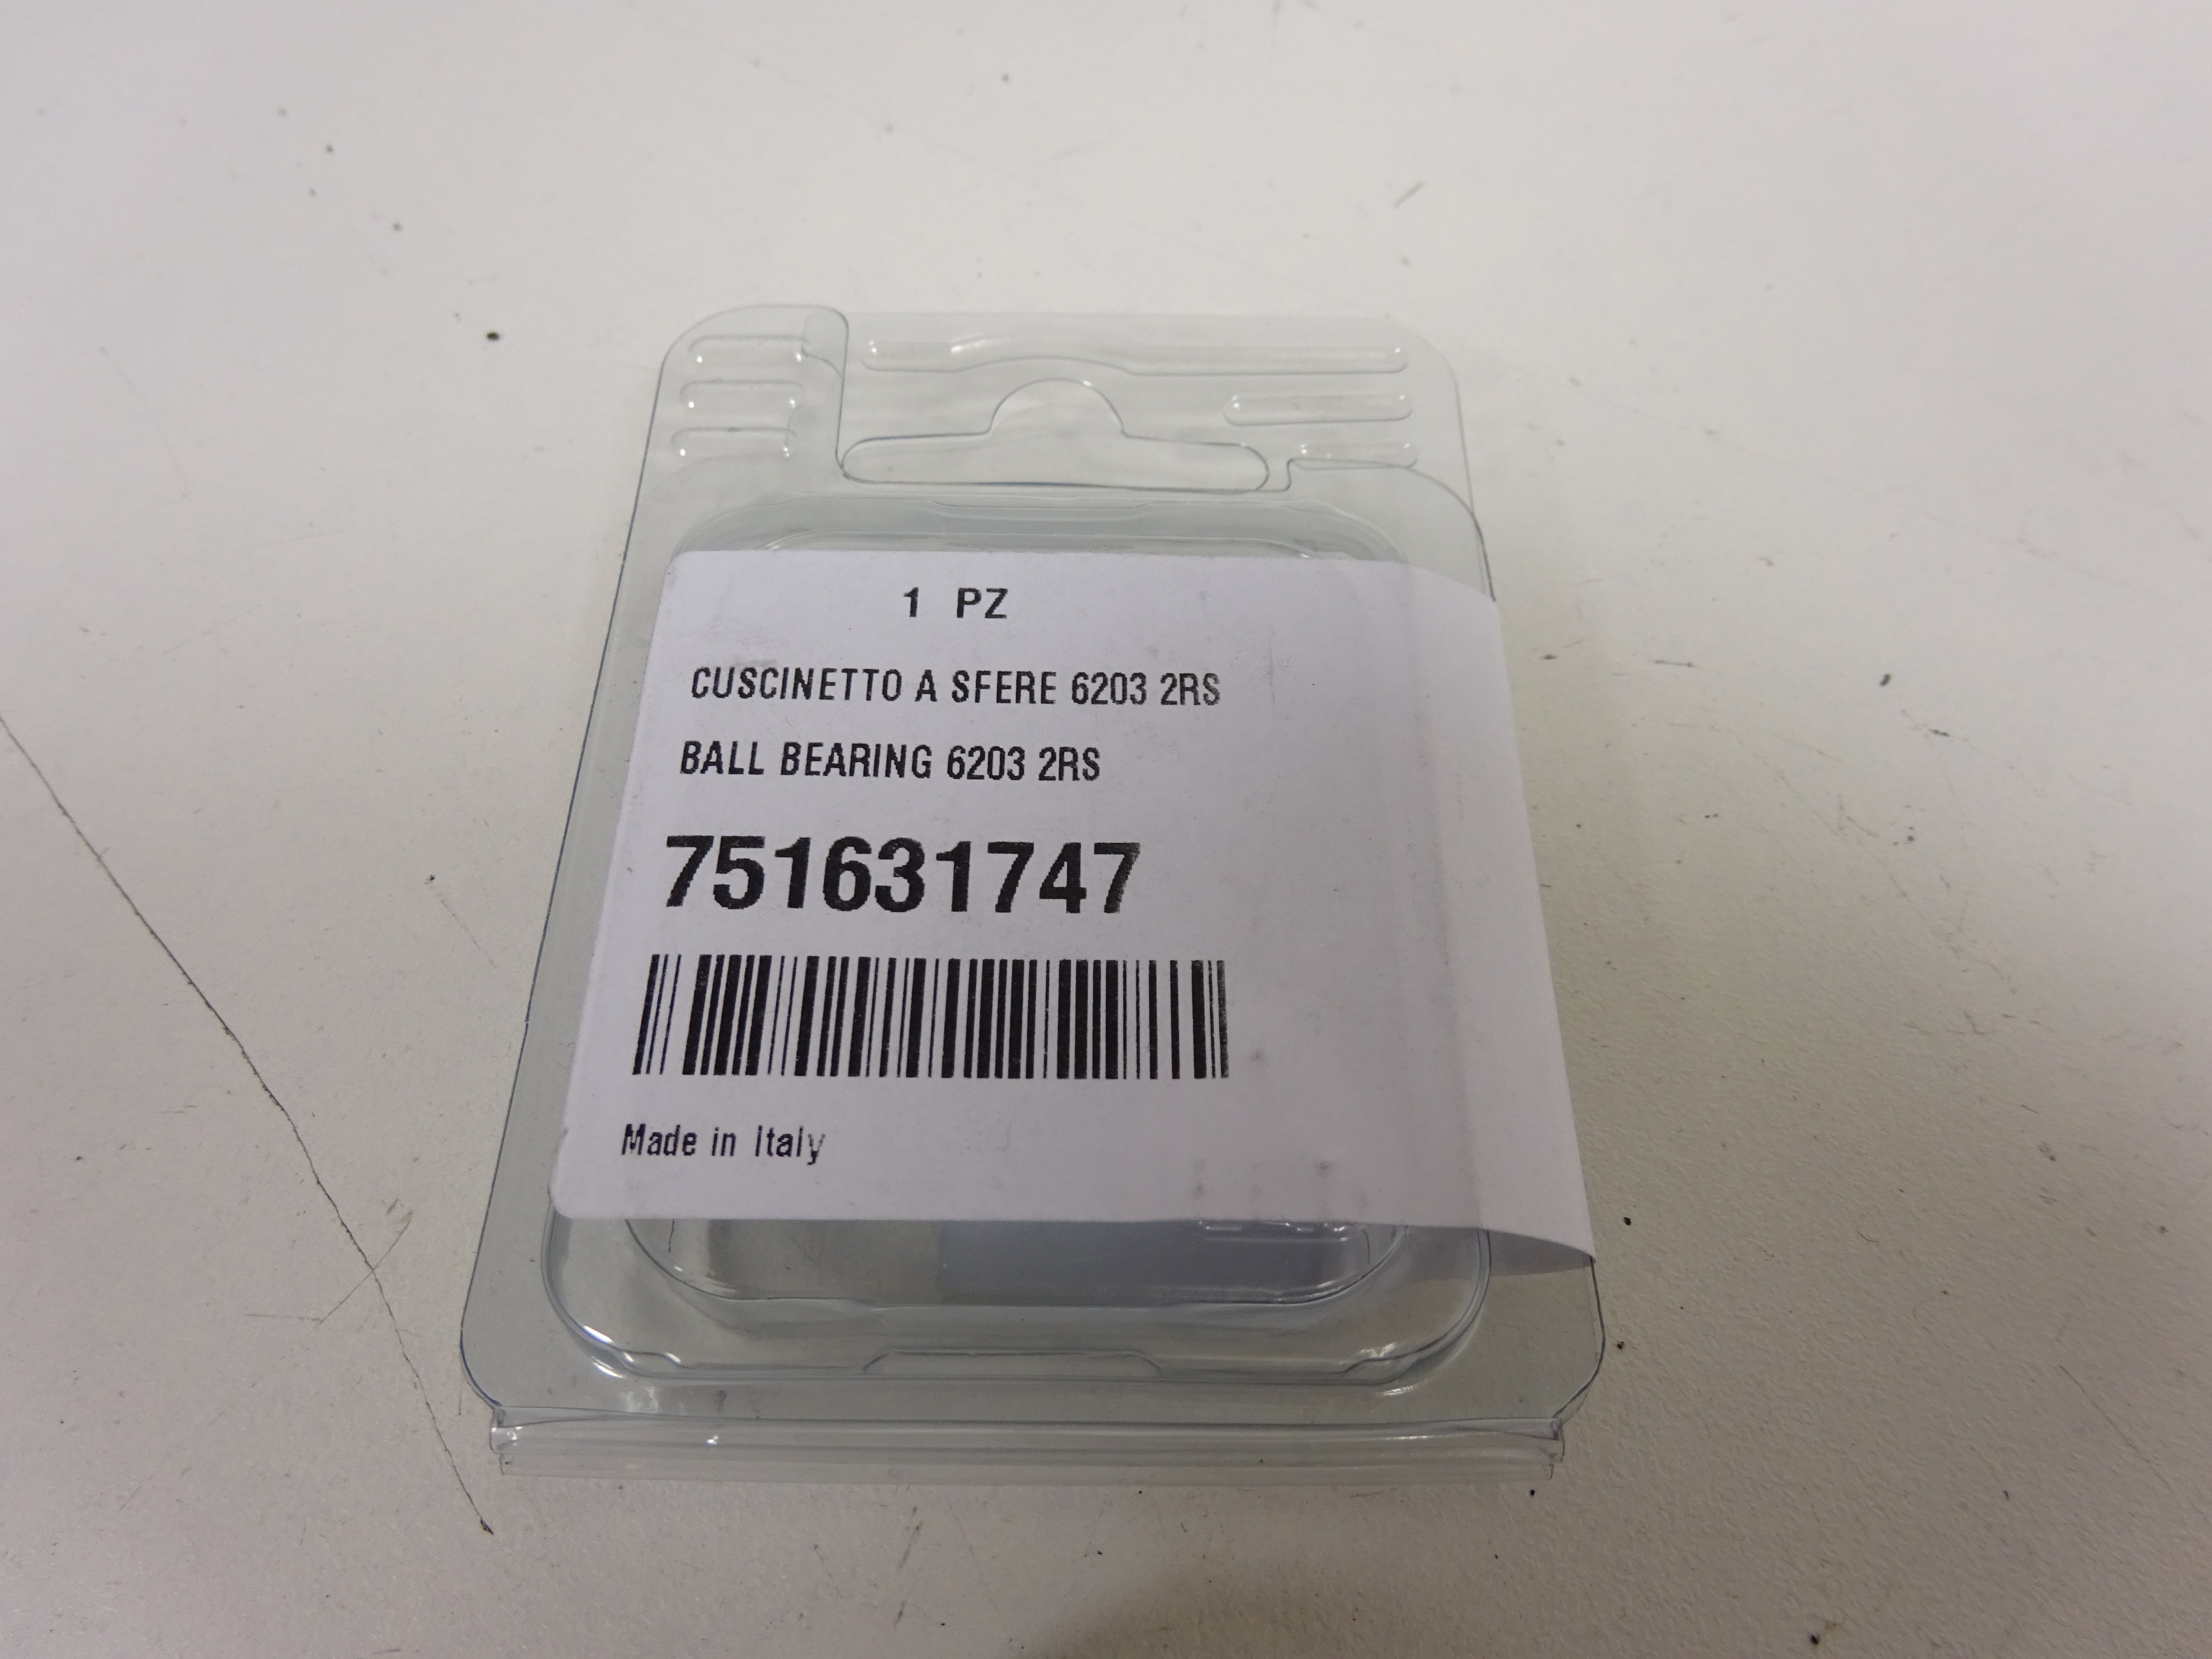 1 PZ
CUSCINETTO A SFERE 6203 2RS
BALL BEARING 6203 2RS
751631747
Made in Italy